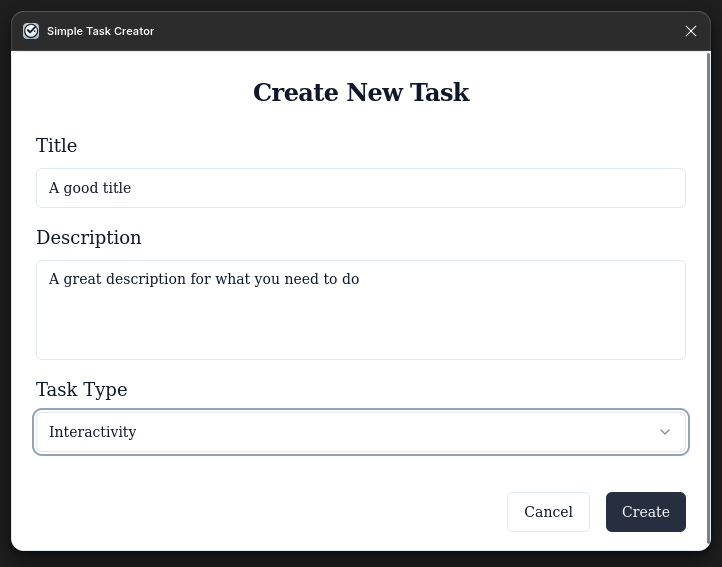 Simple Task Creator
Create New Task
Title
A good title
Description
A great description for what you need to do
Task Type
Interactivity
Cancel
Create